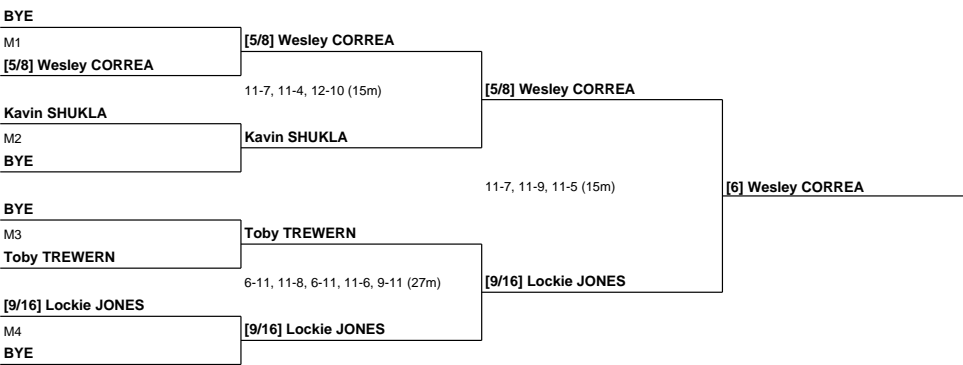 BYE
M1
[5/8] Wesley CORREA
[5/8] Wesley CORREA
11-7, 11-4, 12-10 (15m)
[5/8] Wesley CORREA
Kavin SHUKLA
M2
Kavin SHUKLA
BYE
11-7, 11-9, 11-5 (15m)
[6] Wesley CORREA
BYE
M3
Toby TREWERN
Toby TREWERN
6-11, 11-8, 6-11, 11-6, 9-11 (27m)
[9/16] Lockie JONES
[9/16] Lockie JONES
M4
[9/16] Lockie JONES
BYE